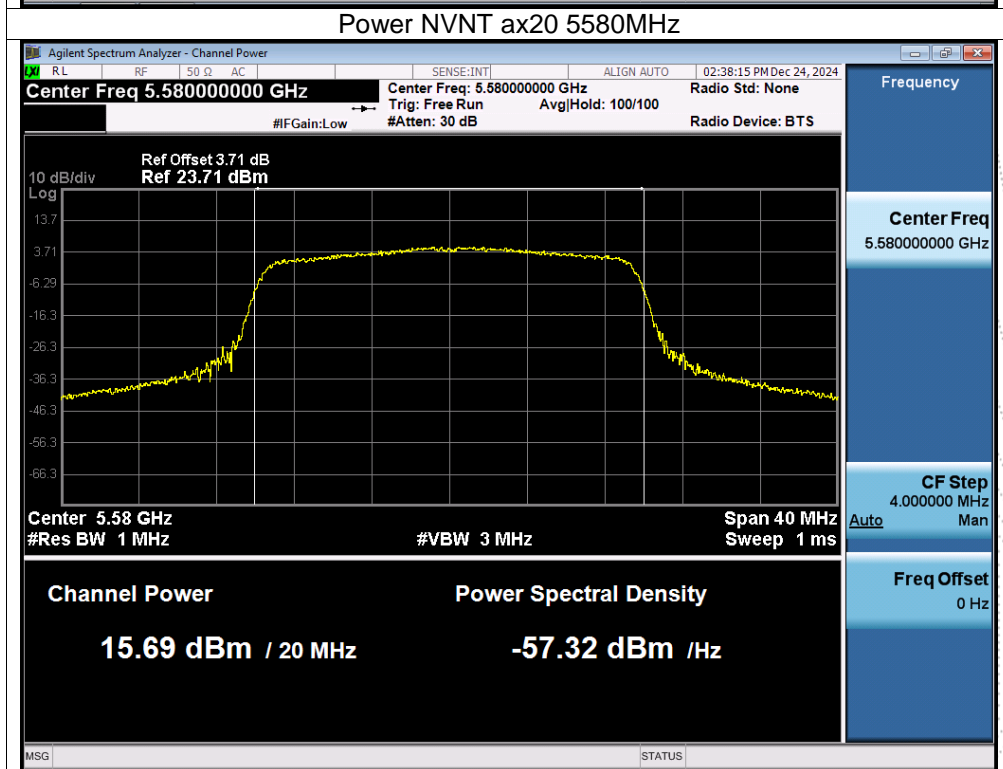 Power NVNT ax20 5580MHz
Agilent Spectrum Analyzer - Channel Power
LXI RL RF 50 Ω AC SENSE:INT ALIGN AUTO 02:38:15 PM Dec 24, 2024
Center Freq 5.580000000 GHz
#IFGain:Low
Center Freq: 5.580000000 GHz
Trig: Free Run Avg|Hold: 100/100
#Atten: 30 dB
Radio Std: None
Radio Device: BTS
Frequency
Ref Offset 3.71 dB
10 dB/div Ref 23.71 dBm
Log
13.7
3.71
-6.29
-16.3
-26.3
-36.3
-46.3
-56.3
-66.3
Center 5.58 GHz Span 40 MHz
#Res BW 1 MHz #VBW 3 MHz Sweep 1 ms
Channel Power Power Spectral Density
15.69 dBm / 20 MHz -57.32 dBm /Hz
Center Freq
5.580000000 GHz
CF Step
4.000000 MHz
Auto Man
Freq Offset
0 Hz
MSG STATUS